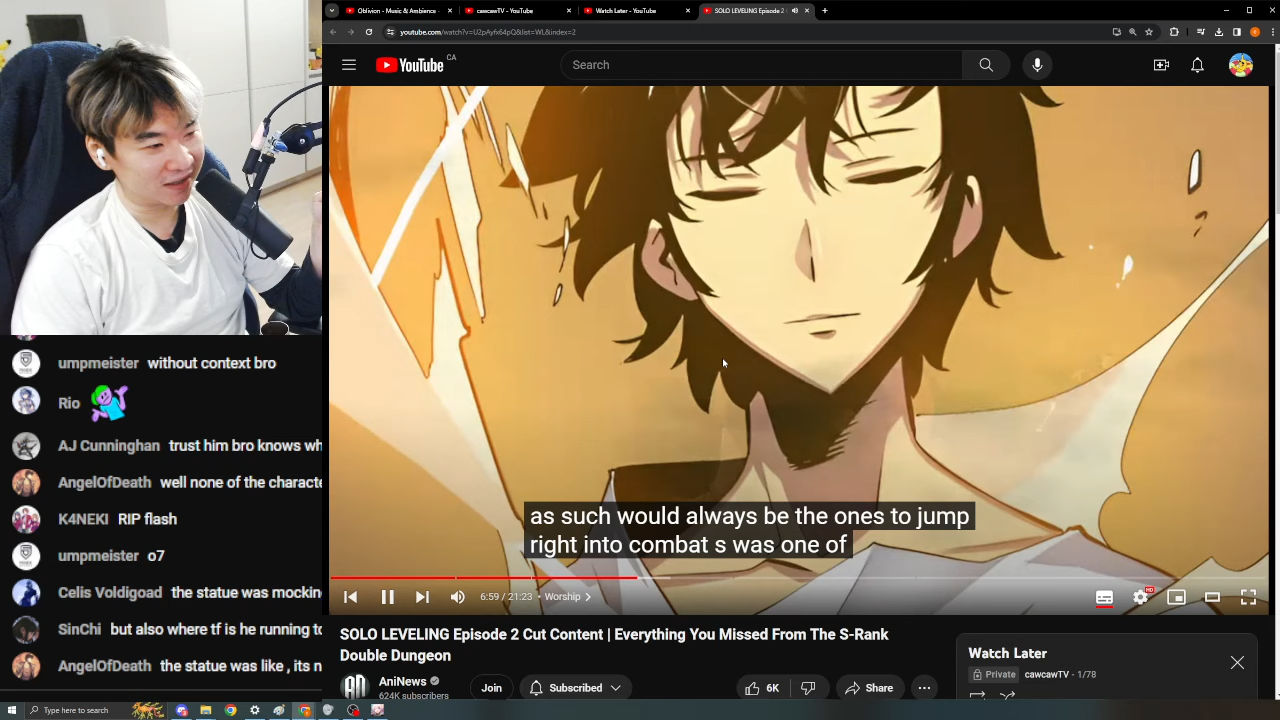 Oblivion - Music & Ambience -
cawcawTV - YouTube
Watch Later - YouTube
SOLO LEVELING Episode 2
youtube.com/watch?v=U2pAyfx64pQ&list=WL&index=2
YouTube CA
Search
umpmeister without context bro
Rio
AJ Cunninghan trust him bro knows wh
AngelOfDeath well none of the characte
K4NEKI RIP flash
umpmeister o7
Celis Voldigoad the statue was mockin
SinChi but also where tf is he running to
AngelOfDeath the statue was like , its n
as such would always be the ones to jump
right into combat s was one of
6:59 / 21:23 • Worship
HD
SOLO LEVELING Episode 2 Cut Content | Everything You Missed From The S-Rank
Double Dungeon
AniNews
624K subscribers
Join
Subscribed
6K
Share
Watch Later
Private cawcawTV - 1/78
Type here to search